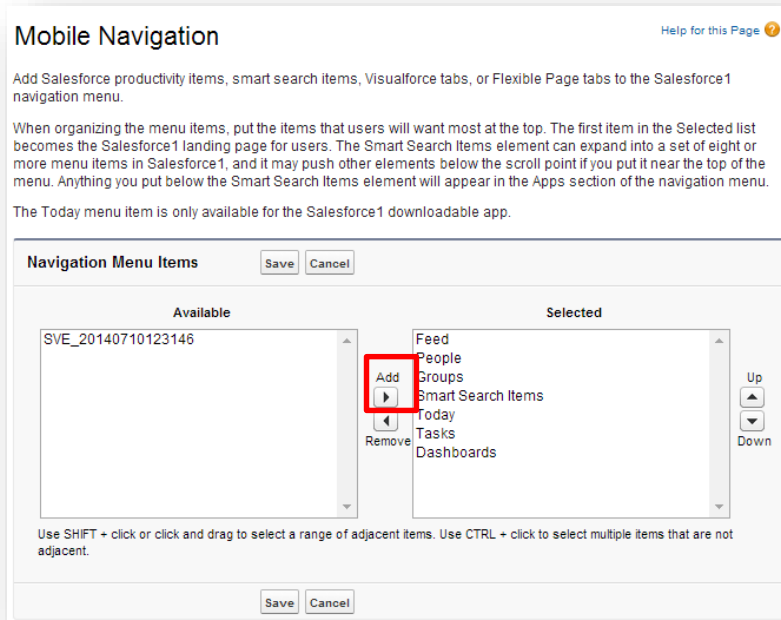 Mobile Navigation
Help for this Page
Add Salesforce productivity items, smart search items, Visualforce tabs, or Flexible Page tabs to the Salesforce1
navigation menu.
When organizing the menu items, put the items that users will want most at the top. The first item in the Selected list
becomes the Salesforce1 landing page for users. The Smart Search Items element can expand into a set of eight or
more menu items in Salesforce1, and it may push other elements below the scroll point if you put it near the top of the
menu. Anything you put below the Smart Search Items element will appear in the Apps section of the navigation menu.
The Today menu item is only available for the Salesforce1 downloadable app.
Navigation Menu Items
Save
Cancel
Available
SVE_20140710123146
Add
Remove
Selected
Feed
People
Groups
Smart Search Items
Today
Tasks
Dashboards
Up
Down
Use SHIFT + click or click and drag to select a range of adjacent items. Use CTRL + click to select multiple items that are not
adjacent.
Save
Cancel